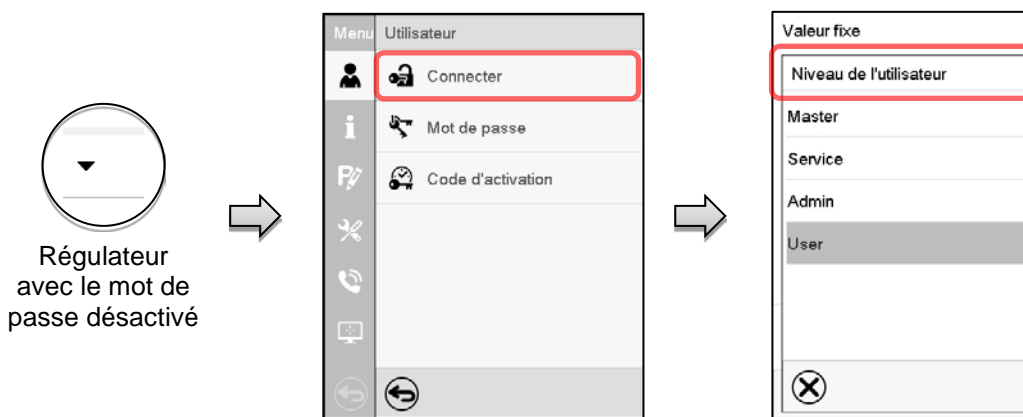 Régulateur
avec le mot de
passe désactivé
Menu
Utilisateur
Connecter
Mot de passe
Code d'activation
Valeur fixe
Niveau de l'utilisateur
Master
Service
Admin
User